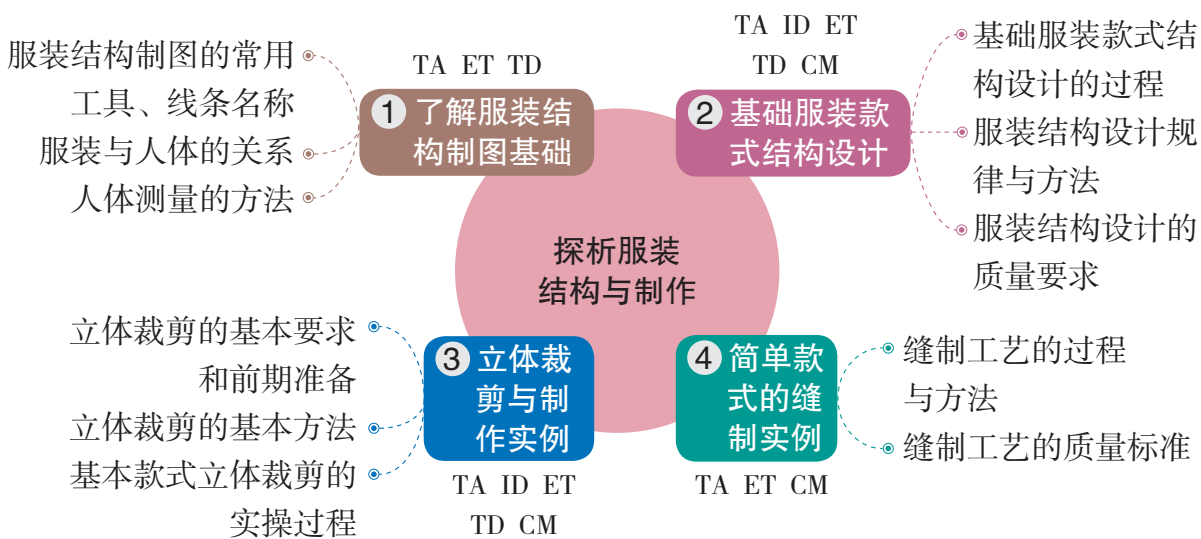 服装结构制图的常用
工具、线条名称
服装与人体的关系
人体测量的方法
TA ET TD
① 了解服装结
构制图基础
TA ID ET
TD CM
② 基础服装款
式结构设计
基础服装款式结
构设计的过程
服装结构设计规
律与方法
服装结构设计的
质量要求
探析服装
结构与制作
立体裁剪的基本要求
和前期准备
立体裁剪的基本方法
基本款式立体裁剪的
实操过程
③ 立体裁
剪与制
作实例
TA ID ET
TD CM
④ 简单款
式的缝
制实例
TA ET CM
缝制工艺的过程
与方法
缝制工艺的质量标准